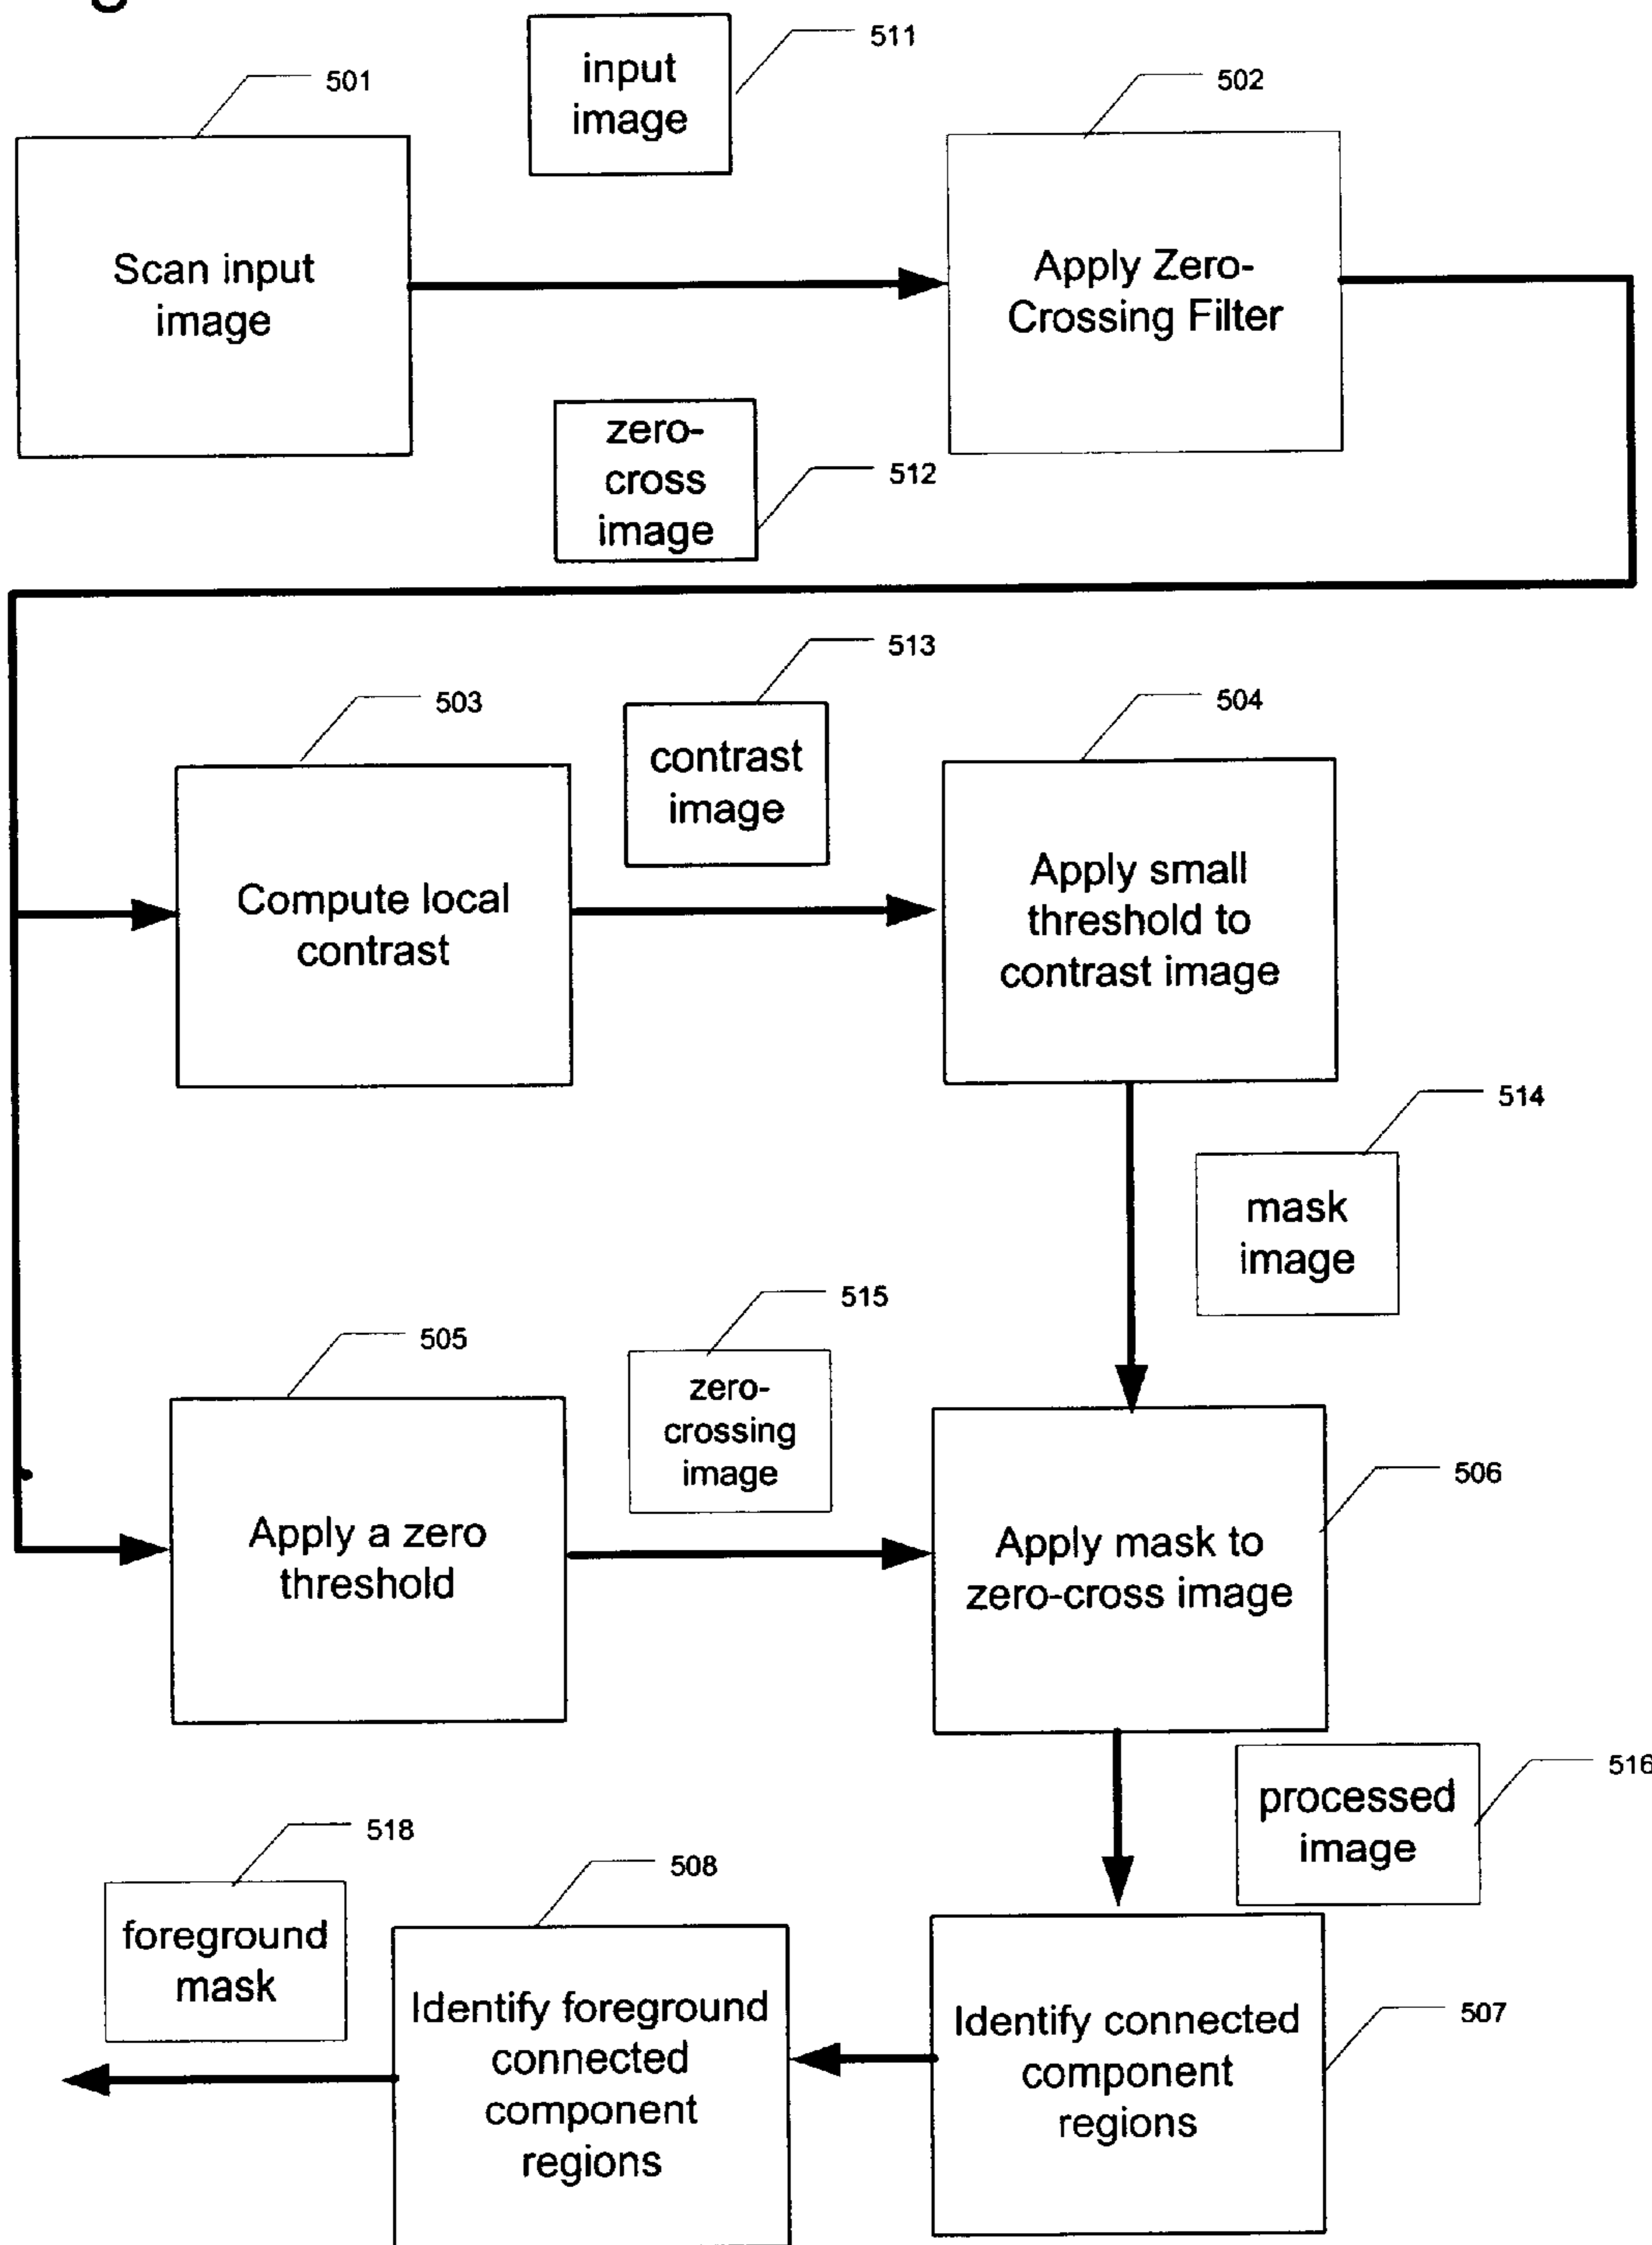 511
input
image
501
502
Scan input
image
Apply Zero-
Crossing Filter
zero-
cross
image
512
513
503
504
contrast
image
Compute local
contrast
Apply small
threshold to
contrast image
514
mask
image
515
505
zero-
crossing
image
506
Apply a zero
threshold
Apply mask to
zero-cross image
516
processed
image
518
508
foreground
mask
Identify foreground
connected
component
regions
507
Identify connected
component
regions